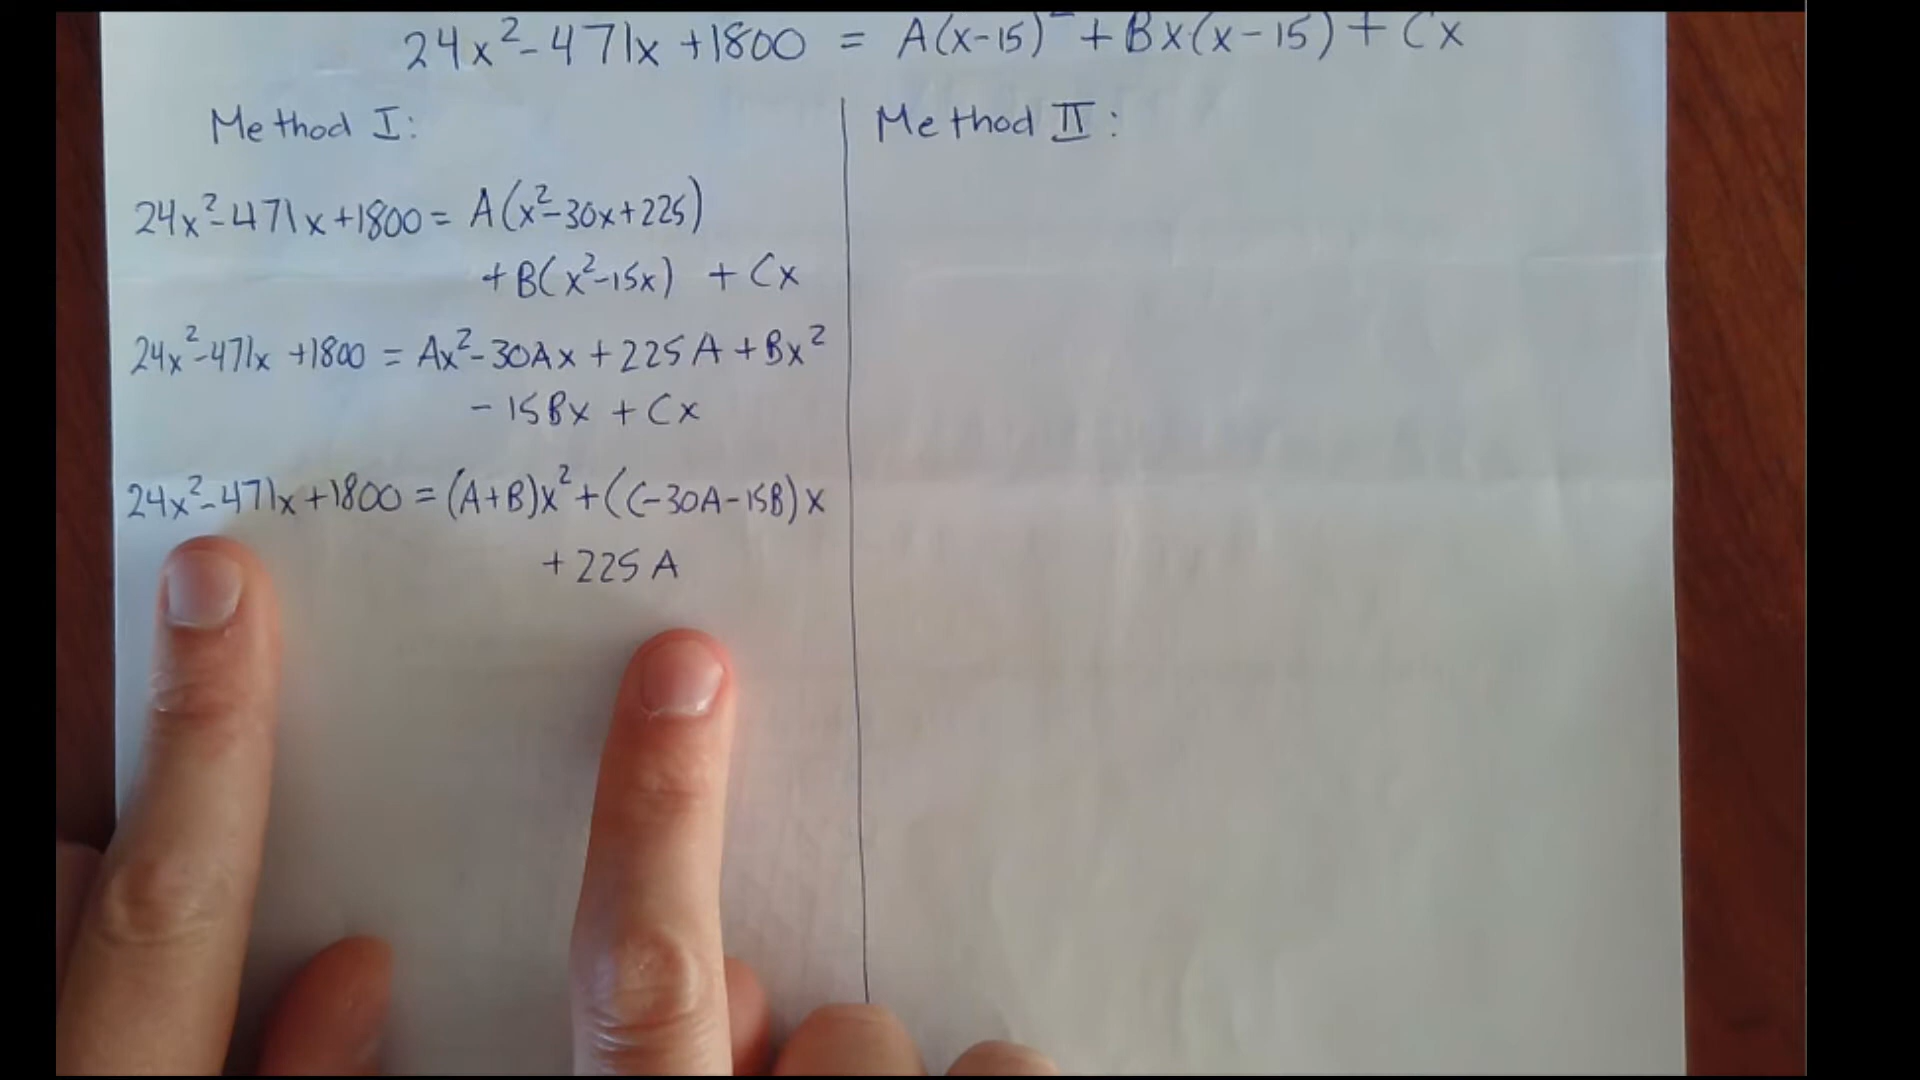 24x² - 471x + 1800 = A(x-15)² + Bx(x-15) + Cx
Method I:
24x² - 471x + 1800 = A(x² - 30x + 225)
+ B(x² - 15x) + Cx
24x² - 471x + 1800 = Ax² - 30Ax + 225A + Bx²
- 15Bx + Cx
24x² - 471x + 1800 = (A+B)x² + (C - 30A - 15B)x
+ 225A
Method II: